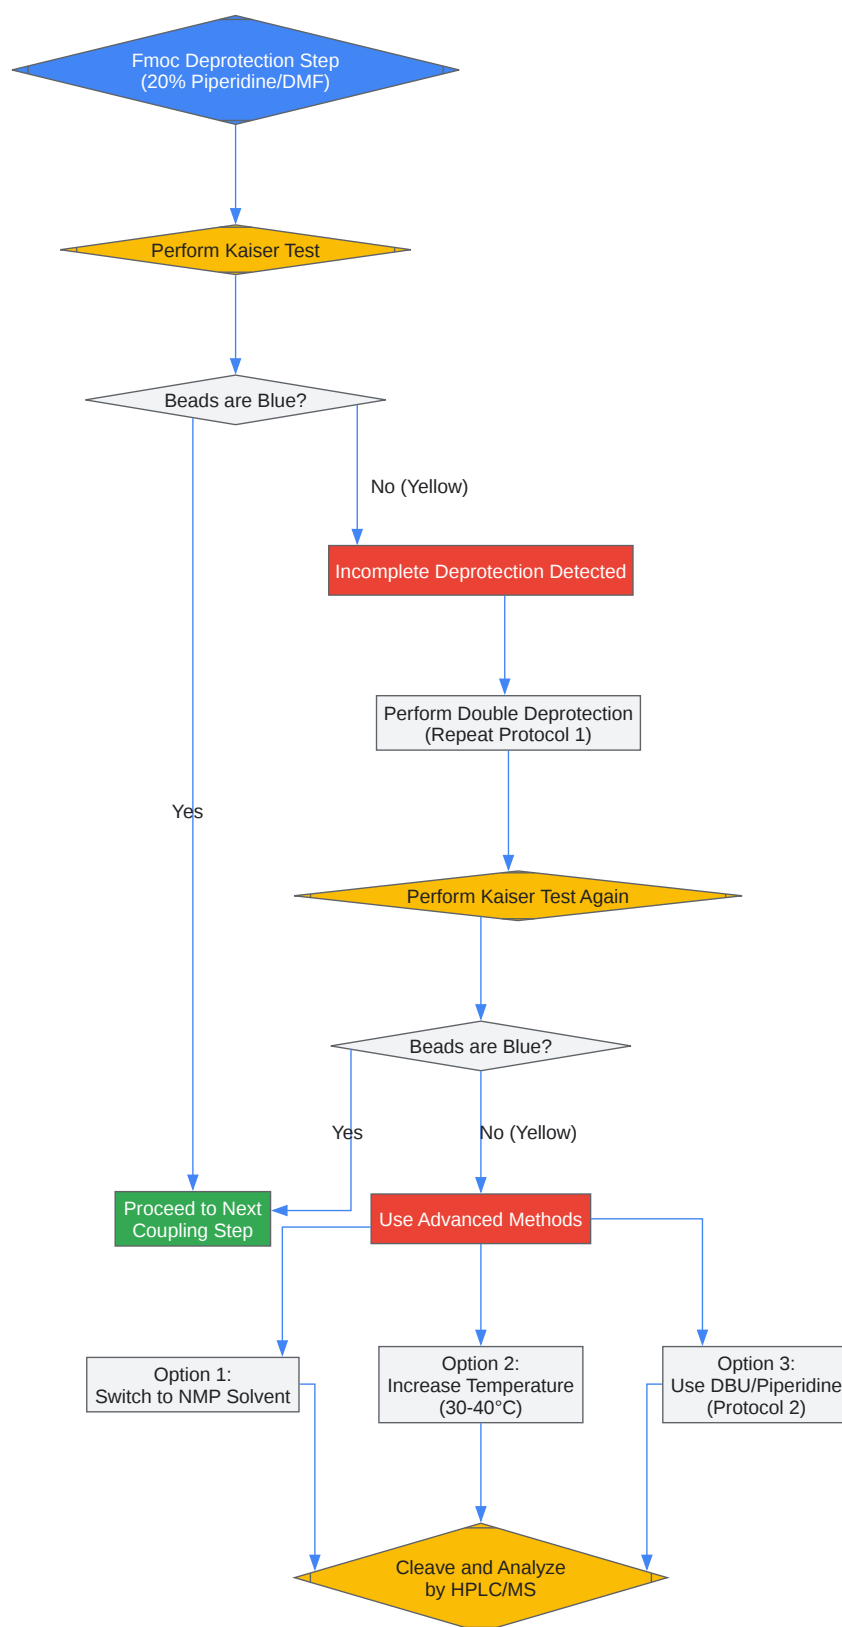 Fmoc Deprotection Step
(20% Piperidine/DMF)
Perform Kaiser Test
Beads are Blue?
No (Yellow)
Incomplete Deprotection Detected
Perform Double Deprotection
(Repeat Protocol 1)
Yes
Perform Kaiser Test Again
Beads are Blue?
Yes
No (Yellow)
Proceed to Next
Coupling Step
Use Advanced Methods
Option 1:
Switch to NMP Solvent
Option 2:
Increase Temperature
(30-40°C)
Option 3:
Use DBU/Piperidine
(Protocol 2)
Cleave and Analyze
by HPLC/MS